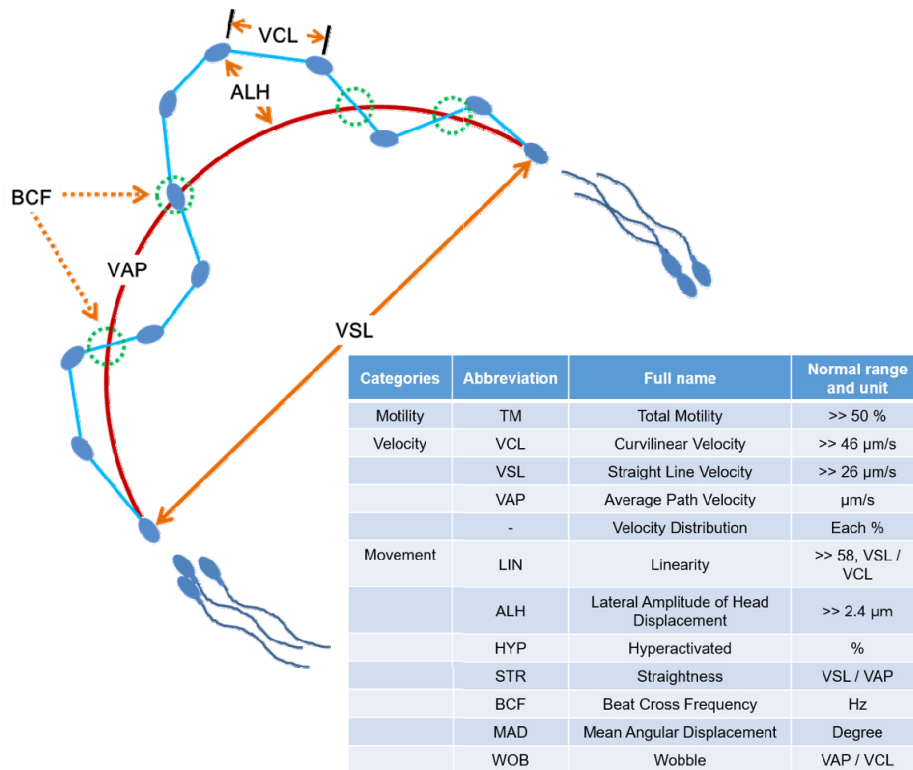 VCL
ALH
BCF
VAP
VSL
Categories Abbreviation Full name Normal range and unit
Motility TM Total Motility >> 50 %
Velocity VCL Curvilinear Velocity >> 46 µm/s
VSL Straight Line Velocity >> 26 µm/s
VAP Average Path Velocity µm/s
- Velocity Distribution Each %
Movement LIN Linearity >> 58, VSL / VCL
ALH Lateral Amplitude of Head Displacement >> 2.4 µm
HYP Hyperactivated %
STR Straightness VSL / VAP
BCF Beat Cross Frequency Hz
MAD Mean Angular Displacement Degree
WOB Wobble VAP / VCL